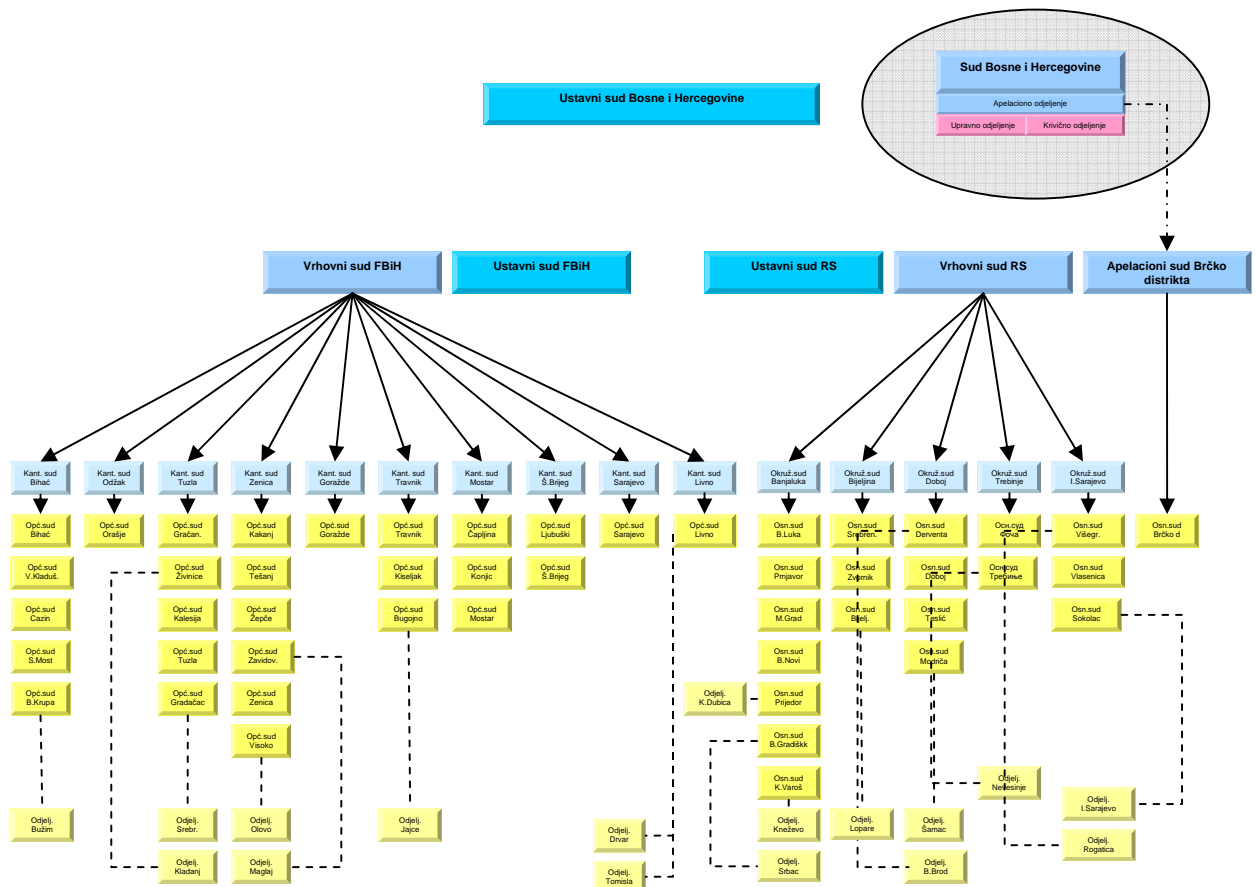 Sud Bosne i Hercegovine
Ustavni sud Bosne i Hercegovine
Apelaciono odjeljenje
Upravno odjeljenje
Krivično odjeljenje
Vrhovni sud FBiH
Ustavni sud FBiH
Ustavni sud RS
Vrhovni sud RS
Apelacioni sud Brčko
distrikta
Kant. sud
Bihać
Kant. sud
Odžak
Kant. sud
Tuzla
Kant. sud
Zenica
Kant. sud
Goražde
Kant. sud
Travnik
Kant. sud
Mostar
Kant. sud
Š.Brijeg
Kant. sud
Sarajevo
Kant. sud
Livno
Okruž.sud
Banjaluka
Okruž.sud
Bijeljina
Okruž.sud
Doboj
Okruž.sud
Trebinje
Okruž.sud
I.Sarajevo
Opć.sud
Bihać
Opć.sud
Orašje
Opć.sud
Gračan.
Opć.sud
Kakanj
Opć.sud
Goražde
Opć.sud
Travnik
Opć.sud
Čapljina
Opć.sud
Ljubuški
Opć.sud
Sarajevo
Opć.sud
Livno
Osn.sud
B.Luka
Osn.sud
Srebren.
Osn.sud
Derventa
Осн.суд
Фоча
Osn.sud
Višegr.
Osn.sud
Brčko d
Opć.sud
V.Kladuš.
Opć.sud
Živinice
Opć.sud
Tešanj
Opć.sud
Kiseljak
Opć.sud
Konjic
Opć.sud
Š.Brijeg
Osn.sud
Prnjavor
Osn.sud
Zvornik
Osn.sud
Doboj
Осн.суд
Требиње
Osn.sud
Vlasenica
Opć.sud
Cazin
Opć.sud
Kalesija
Opć.sud
Žepče
Opć.sud
Bugojno
Opć.sud
Mostar
Osn.sud
M.Grad
Osn.sud
Bijelj.
Osn.sud
Teslić
Osn.sud
Sokolac
Opć.sud
S.Most
Opć.sud
Tuzla
Opć.sud
Zavidov.
Osn.sud
B.Novi
Osn.sud
Modriča
Opć.sud
B.Krupa
Opć.sud
Gradačac
Opć.sud
Zenica
Odjelj.
K.Dubica
Osn.sud
Prijedor
Opć.sud
Visoko
Osn.sud
B.Gradiškk
Osn.sud
K.Varoš
Odjelj.
Nevesinje
Odjelj.
I.Sarajevo
Odjelj.
Bužim
Odjelj.
Srebr.
Odjelj.
Olovo
Odjelj.
Jajce
Odjelj.
Drvar
Odjelj.
Kneževo
Odjelj.
Lopare
Odjelj.
Šamac
Odjelj.
Rogatica
Odjelj.
Kladanj
Odjelj.
Maglaj
Odjelj.
Tomisla
Odjelj.
Srbac
Odjelj.
B.Brod